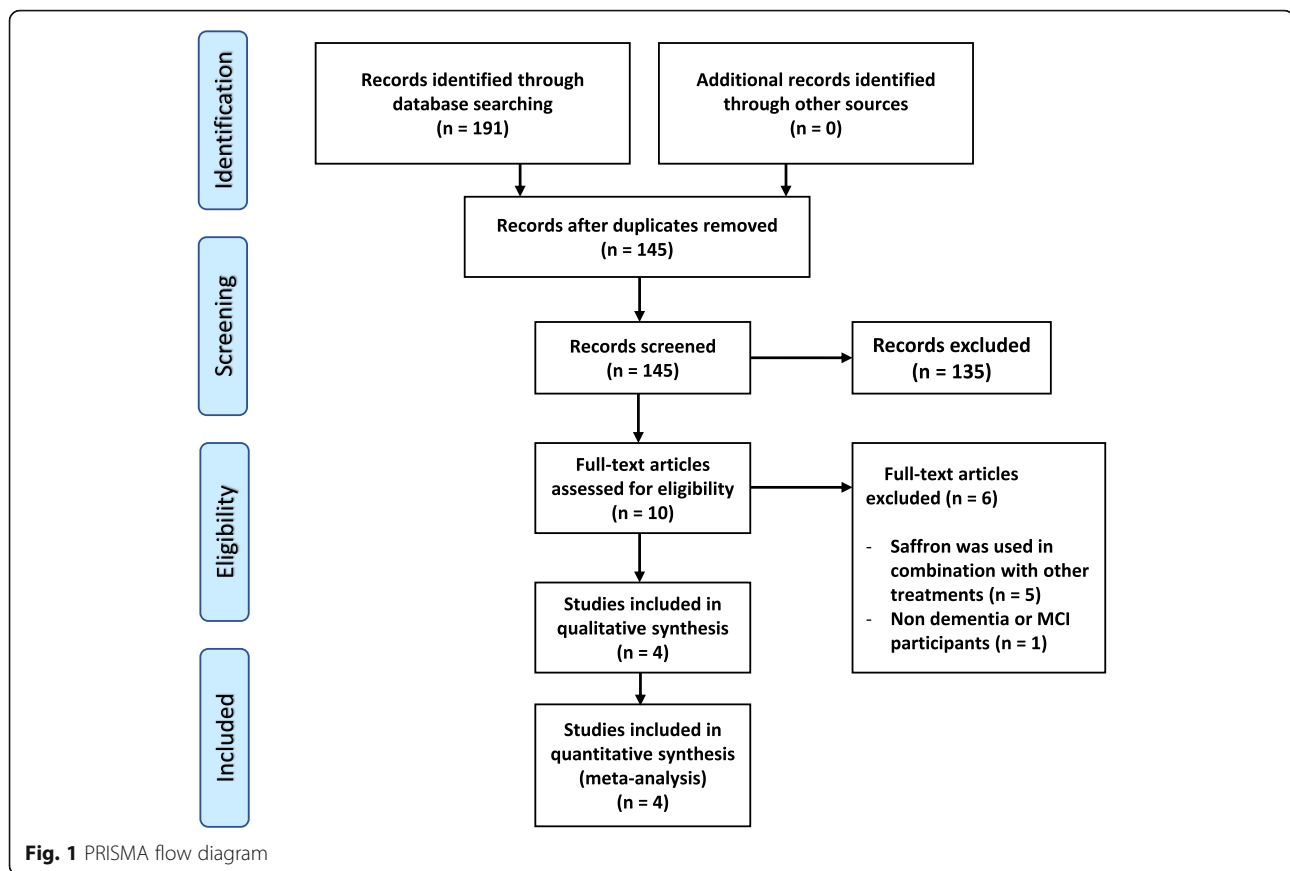 Identification
Records identified through
database searching
(n = 191)
Additional records identified
through other sources
(n = 0)
Records after duplicates removed
(n = 145)
Screening
Records screened
(n = 145)
Records excluded
(n = 135)
Eligibility
Full-text articles
assessed for eligibility
(n = 10)
Full-text articles
excluded (n = 6)
- Saffron was used in
combination with other
treatments (n = 5)
- Non dementia or MCI
participants (n = 1)
Studies included in
qualitative synthesis
(n = 4)
Included
Studies included in
quantitative synthesis
(meta-analysis)
(n = 4)
Fig. 1 PRISMA flow diagram